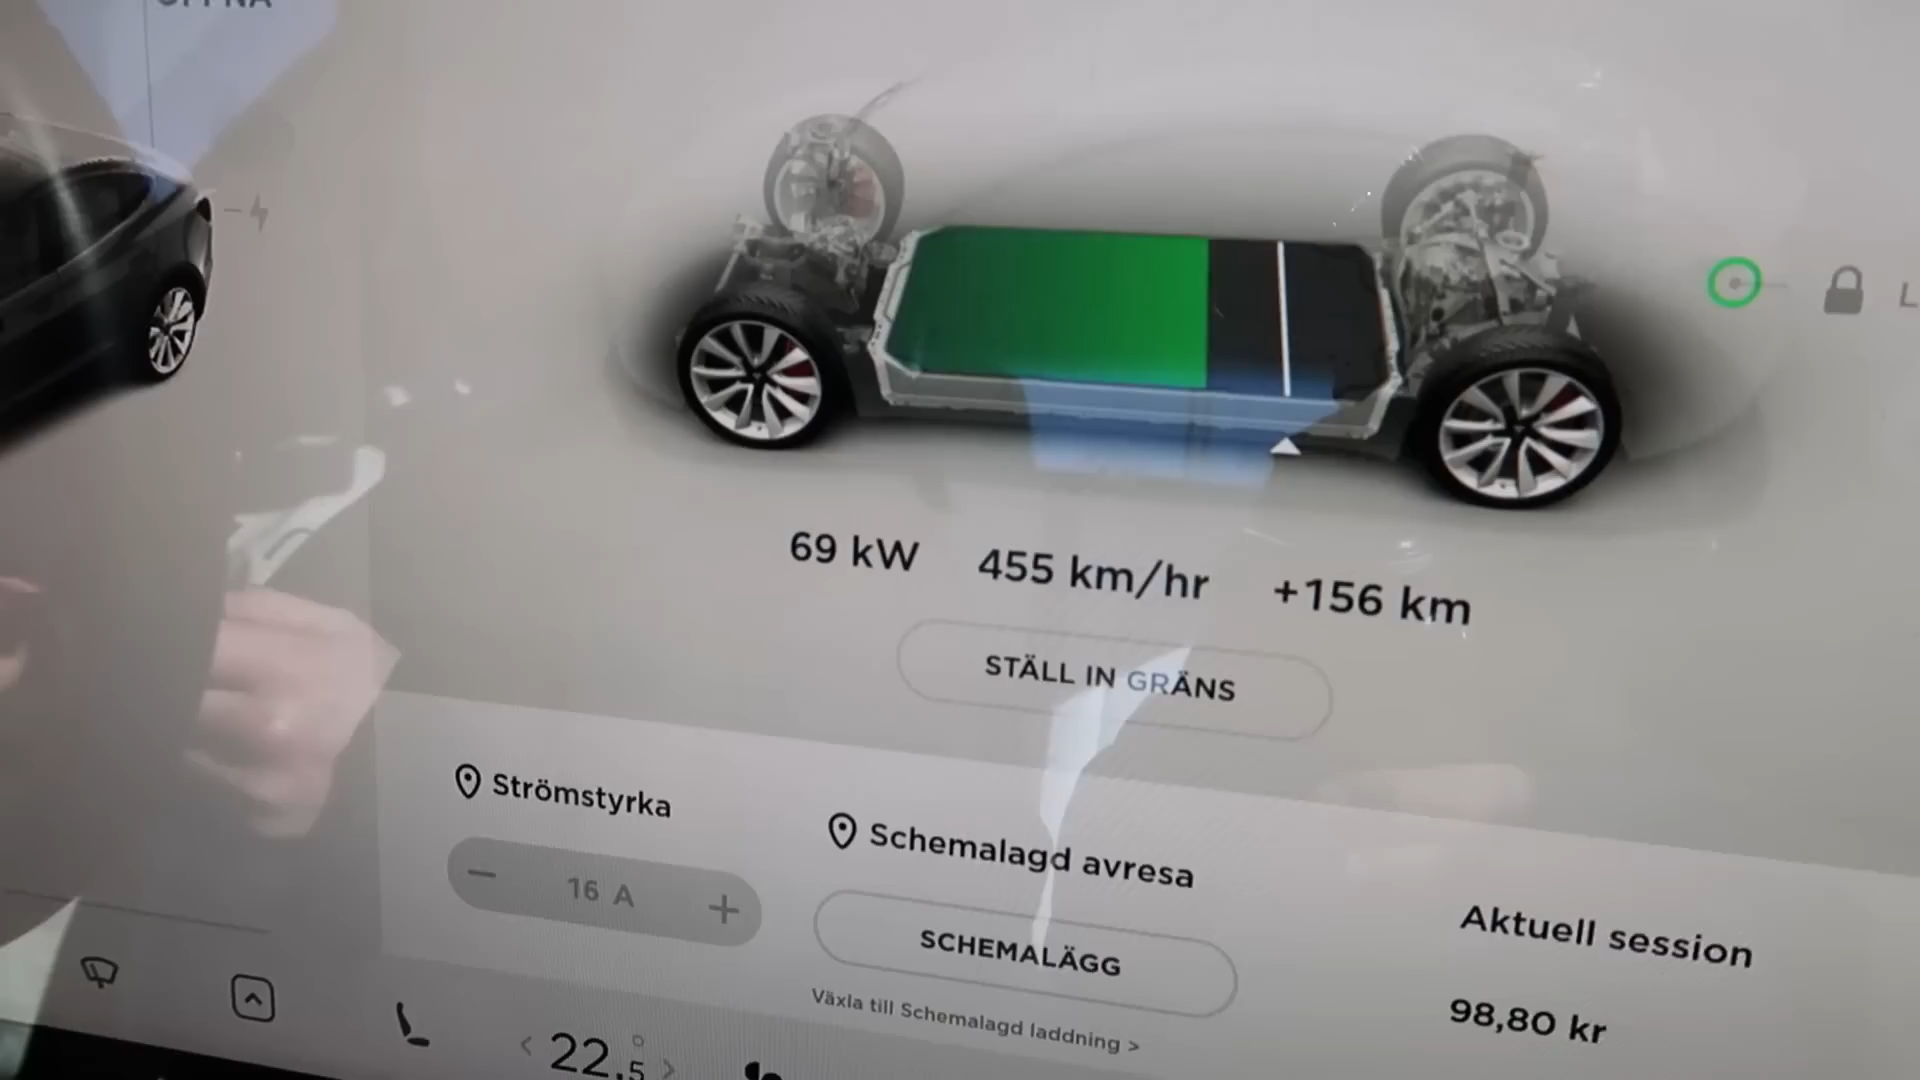 69 kW 455 km/hr +156 km
STÄLL IN GRÄNS
Strömstyrka
Schemalagd avresa
16 A
SCHEMALÄGG
Aktuell session
Växla till Schemalagd laddning >
98,80 kr
< 22.5° >